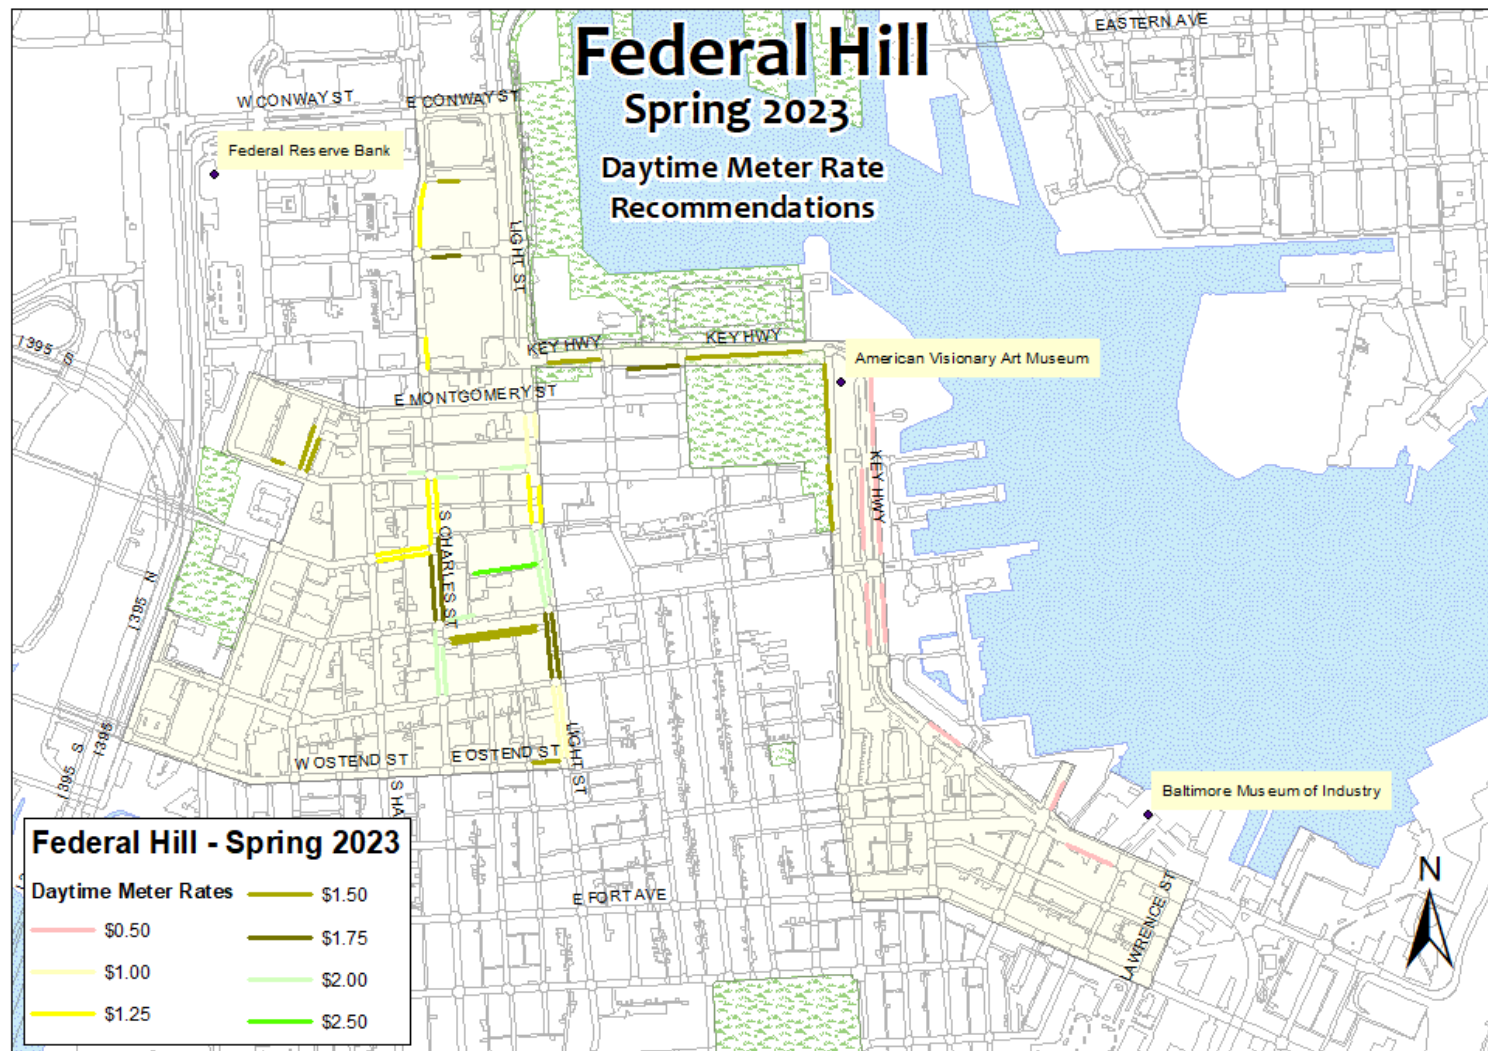 Federal Hill
Spring 2023
Daytime Meter Rate
Recommendations
EASTERN AVE
W CONWAY ST
E CONWAY ST
Federal Reserve Bank
LIGHT ST
I 395 S
KEY HWY
KEY HWY
American Visionary Art Museum
E MONTGOMERY ST
KEY HWY
S CHARLES ST
I 395 N
I 395 S
I 395
W OSTEND ST
E OSTEND ST
LIGHT ST
S HA
Baltimore Museum of Industry
E FORT AVE
LAWRENCE ST
N
Federal Hill - Spring 2023
Daytime Meter Rates
$0.50
$1.00
$1.25
$1.50
$1.75
$2.00
$2.50